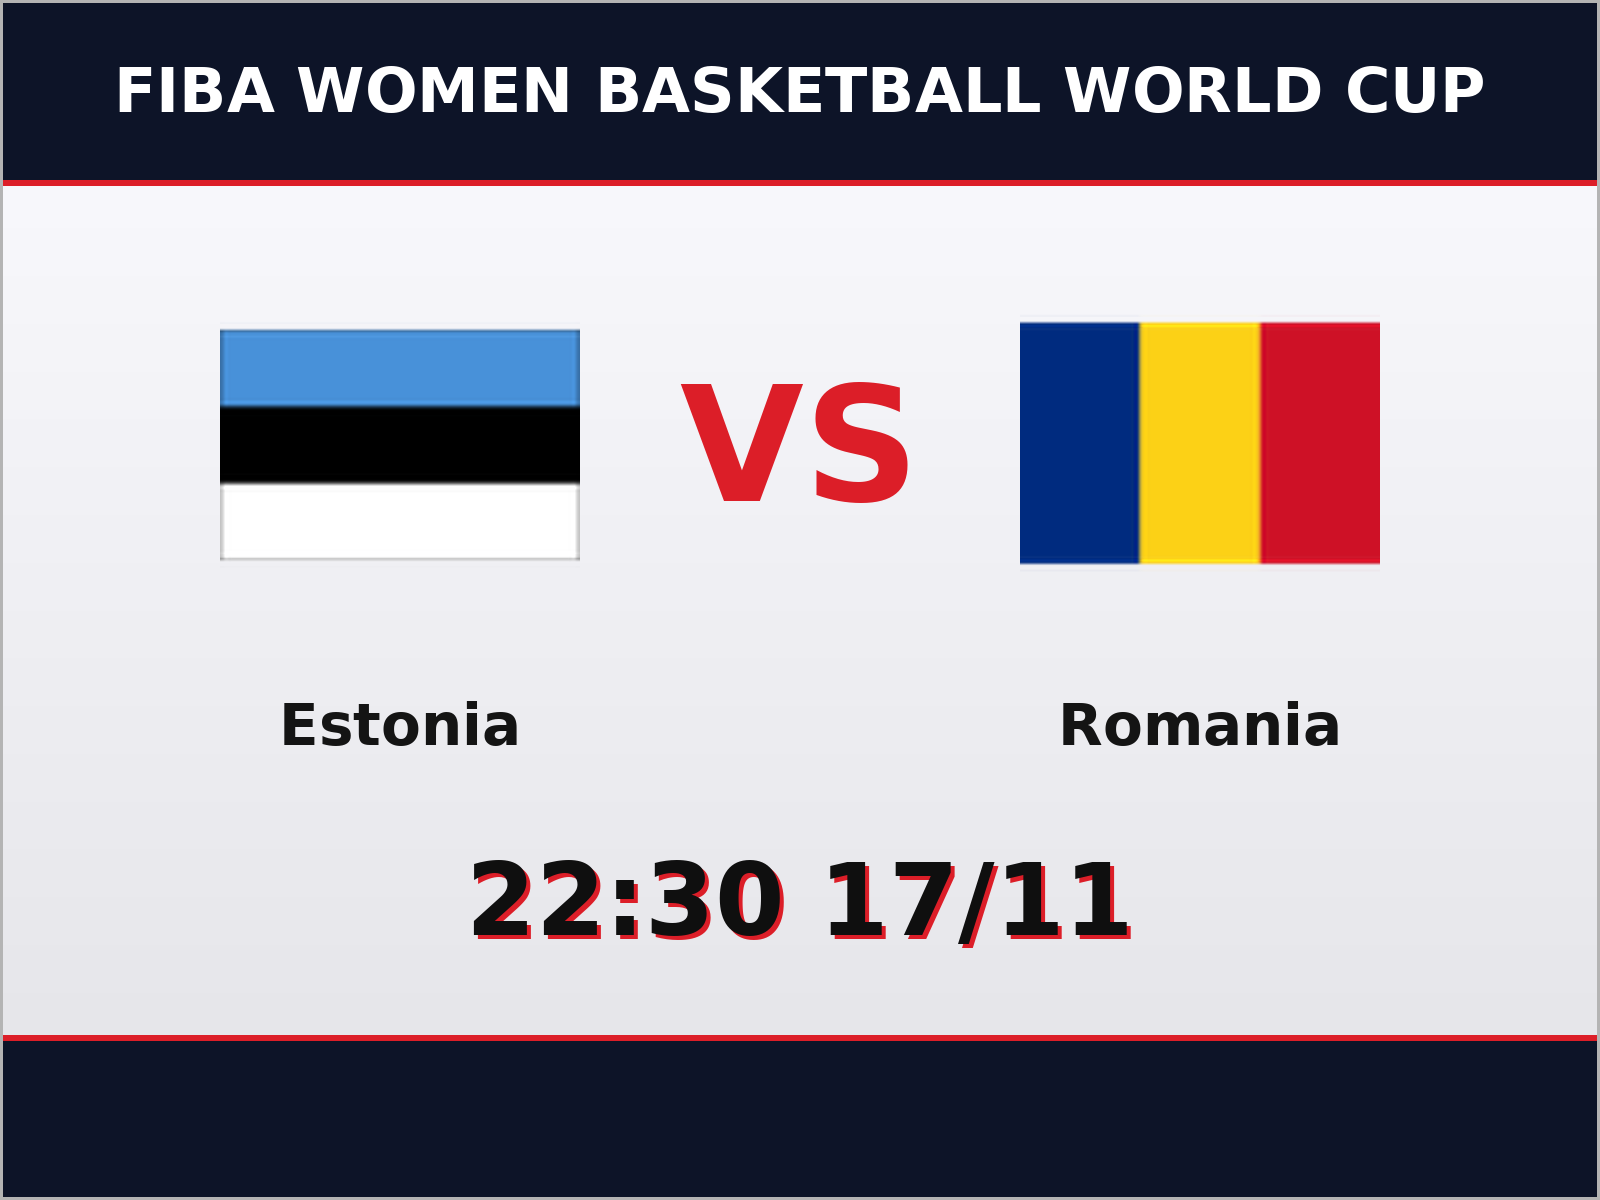 FIBA WOMEN BASKETBALL WORLD CUP
VS
Estonia
Romania
22:30 17/11